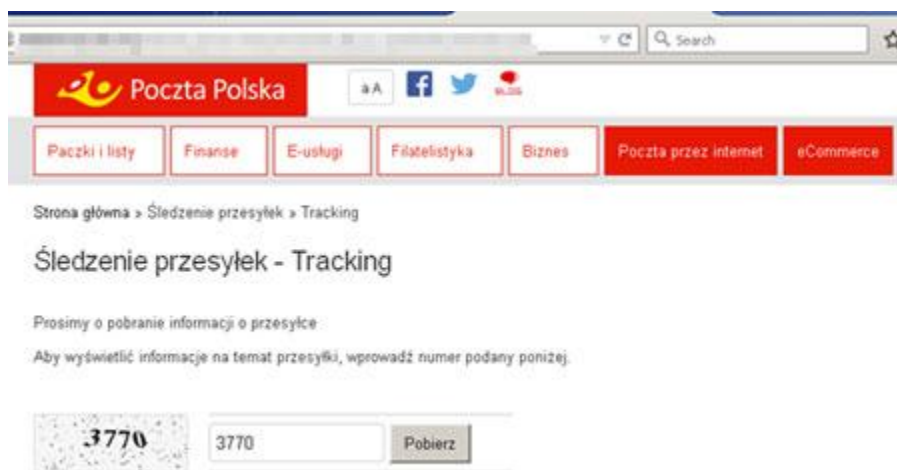 Search
Poczta Polska aA BLOG
Paczki i listy Finanse E-usługi Filatelistyka Biznes Poczta przez internet eCommerce
Strona główna » Śledzenie przesyłek » Tracking
Śledzenie przesyłek - Tracking
Prosimy o pobranie informacji o przesyłce
Aby wyświetlić informacje na temat przesyłki, wprowadź numer podany poniżej.
3770 3770 Pobierz